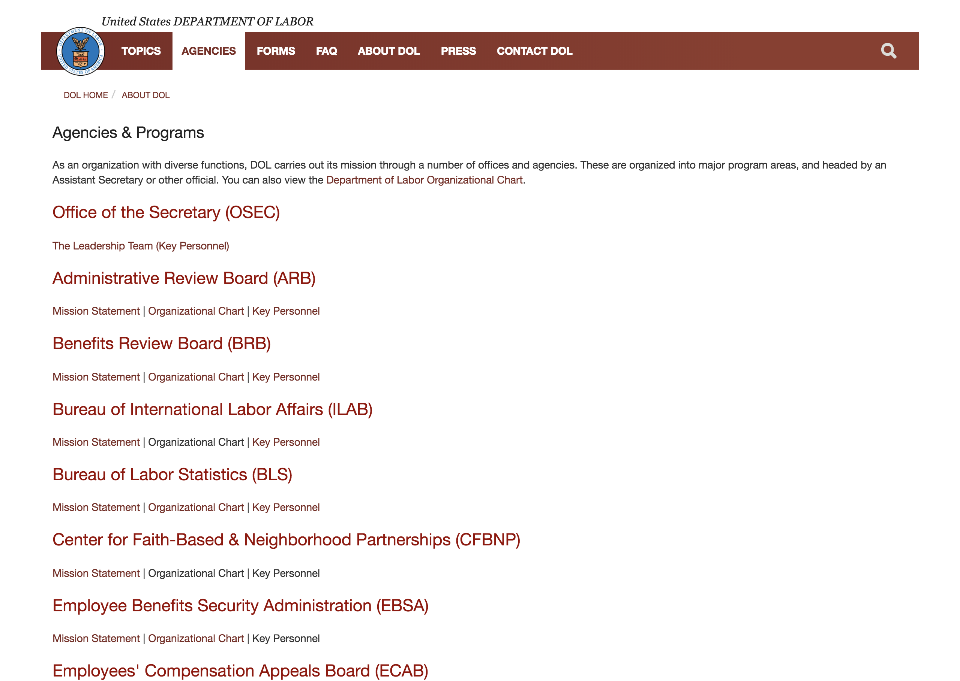 United States DEPARTMENT OF LABOR
TOPICS AGENCIES FORMS FAQ ABOUT DOL PRESS CONTACT DOL
DOL HOME / ABOUT DOL
Agencies & Programs
As an organization with diverse functions, DOL carries out its mission through a number of offices and agencies. These are organized into major program areas, and headed by an
Assistant Secretary or other official. You can also view the Department of Labor Organizational Chart.
Office of the Secretary (OSEC)
The Leadership Team (Key Personnel)
Administrative Review Board (ARB)
Mission Statement | Organizational Chart | Key Personnel
Benefits Review Board (BRB)
Mission Statement | Organizational Chart | Key Personnel
Bureau of International Labor Affairs (ILAB)
Mission Statement | Organizational Chart | Key Personnel
Bureau of Labor Statistics (BLS)
Mission Statement | Organizational Chart | Key Personnel
Center for Faith-Based & Neighborhood Partnerships (CFBNP)
Mission Statement | Organizational Chart | Key Personnel
Employee Benefits Security Administration (EBSA)
Mission Statement | Organizational Chart | Key Personnel
Employees' Compensation Appeals Board (ECAB)